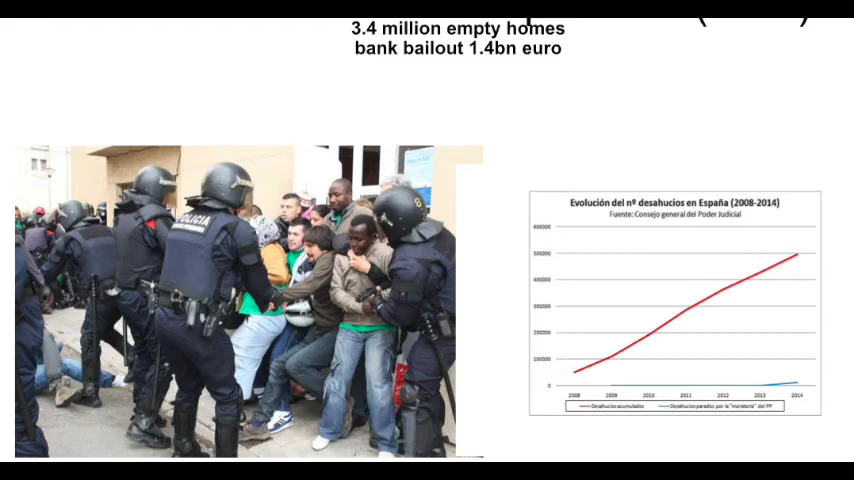 3.4 million empty homes
bank bailout 1.4bn euro
POLICIA
Evolución del nº desahucios en España (2008-2014)
Fuente: Consejo general del Poder Judicial
600000
500000
400000
300000
200000
100000
0
2008 2009 2010 2011 2012 2013 2014
Desahucios acumulados Desahucios parados por la "moratoria" del PP